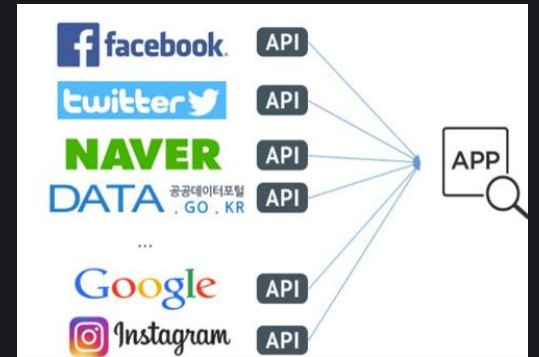 facebook. API
twitter API
NAVER API
DATA 공공데이터포털
.GO.KR API
APP
...
Google API
Instagram API